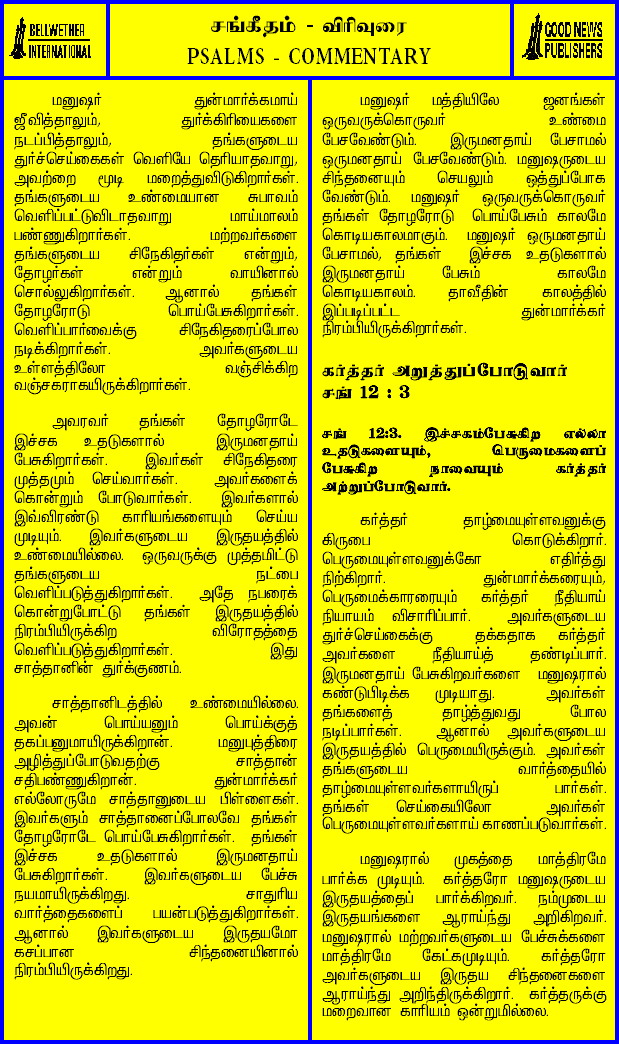 BELLWETHER
INTERNATIONAL
சங்கீதம் - விரிவுரை
PSALMS - COMMENTARY
GOOD NEWS
PUBLISHERS
மனுஷர் துன்மார்க்கமாய்
ஜீவித்தாலும், துர்க்கிரியைகளை
நடப்பித்தாலும், தங்களுடைய
துர்ச்செய்கைகள் வெளியே தெரியாதவாறு,
அவற்றை மூடி மறைத்துவிடுகிறார்கள்.
தங்களுடைய உண்மையான சுபாவம்
வெளிப்பட்டுவிடாதவாறு மாய்மாலம்
பண்ணுகிறார்கள். மற்றவர்களை
தங்களுடைய சிநேகிதர்கள் என்றும்,
தோழர்கள் என்றும் வாயினால்
சொல்லுகிறார்கள். ஆனால் தங்கள்
தோழரோடு பொய்பேசுகிறார்கள்.
வெளிப்பார்வைக்கு சிநேகிதரைப்போல
நடிக்கிறார்கள். அவர்களுடைய
உள்ளத்திலோ வஞ்சிக்கிற
வஞ்சகராகயிருக்கிறார்கள்.
அவரவர் தங்கள் தோழரோடே
இச்சக உதடுகளால் இருமனதாய்
பேசுகிறார்கள். இவர்கள் சிநேகிதரை
முத்தமும் செய்வார்கள். அவர்களைக்
கொன்றும் போடுவார்கள். இவர்களால்
இவ்விரண்டு காரியங்களையும் செய்ய
முடியும். இவர்களுடைய இருதயத்தில்
உண்மையில்லை. ஒருவருக்கு முத்தமிட்டு
தங்களுடைய நட்பை
வெளிப்படுத்துகிறார்கள். அதே நபரைக்
கொன்றுபோட்டு தங்கள் இருதயத்தில்
நிரம்பியிருக்கிற விரோதத்தை
வெளிப்படுத்துகிறார்கள். இது
சாத்தானின் துர்க்குணம்.
சாத்தானிடத்தில் உண்மையில்லை.
அவன் பொய்யனும் பொய்க்குத்
தகப்பனுமாயிருக்கிறான். மனுபுத்திரை
அழித்துப்போடுவதற்கு சாத்தான்
சதிபண்ணுகிறான். துன்மார்க்கர்
எல்லோருமே சாத்தானுடைய பிள்ளைகள்.
இவர்களும் சாத்தானைப்போலவே தங்கள்
தோழரோடே பொய்பேசுகிறார்கள். தங்கள்
இச்சக உதடுகளால் இருமனதாய்
பேசுகிறார்கள். இவர்களுடைய பேச்சு
நயமாயிருக்கிறது. சாதுரிய
வார்த்தைகளைப் பயன்படுத்துகிறார்கள்.
ஆனால் இவர்களுடைய இருதயமோ
கசப்பான சிந்தனையினால்
நிரம்பியிருக்கிறது.
மனுஷர் மத்தியிலே ஜனங்கள்
ஒருவருக்கொருவர் உண்மை
பேசவேண்டும். இருமனதாய் பேசாமல்
ஒருமனதாய் பேசவேண்டும். மனுஷருடைய
சிந்தனையும் செயலும் ஒத்துப்போக
வேண்டும். மனுஷர் ஒருவருக்கொருவர்
தங்கள் தோழரோடு பொய்பேசும் காலமே
கொடியகாலமாகும். மனுஷர் ஒருமனதாய்
பேசாமல், தங்கள் இச்சக உதடுகளால்
இருமனதாய் பேசும் காலமே
கொடியகாலம். தாவீதின் காலத்தில்
இப்படிப்பட்ட துன்மார்க்கர்
நிரம்பியிருக்கிறார்கள்.
கர்த்தர் அறுத்துப்போடுவார்
சங் 12 : 3
சங் 12:3. இச்சகம்பேசுகிற எல்லா
உதடுகளையும், பெருமைகளைப்
பேசுகிற நாவையும் கர்த்தர்
அற்றுப்போடுவார்.
கர்த்தர் தாழ்மையுள்ளவனுக்கு
கிருபை கொடுக்கிறார்.
பெருமையுள்ளவனுக்கோ எதிர்த்து
நிற்கிறார். துன்மார்க்கரையும்,
பெருமைக்காரரையும் கர்த்தர் நீதியாய்
நியாயம் விசாரிப்பார். அவர்களுடைய
துர்ச்செய்கைக்கு தக்கதாக கர்த்தர்
அவர்களை நீதியாய்த் தண்டிப்பார்.
இருமனதாய் பேசுகிறவர்களை மனுஷரால்
கண்டுபிடிக்க முடியாது. அவர்கள்
தங்களைத் தாழ்த்துவது போல
நடிப்பார்கள். ஆனால் அவர்களுடைய
இருதயத்தில் பெருமையிருக்கும். அவர்கள்
தங்களுடைய வார்த்தையில்
தாழ்மையுள்ளவர்களாயிருப் பார்கள்.
தங்கள் செய்கையிலோ அவர்கள்
பெருமையுள்ளவர்களாய் காணப்படுவார்கள்.
மனுஷரால் முகத்தை மாத்திரமே
பார்க்க முடியும். கர்த்தரோ மனுஷருடைய
இருதயத்தைப் பார்க்கிறவர். நம்முடைய
இருதயங்களை ஆராய்ந்து அறிகிறவர்.
மனுஷரால் மற்றவர்களுடைய பேச்சுக்களை
மாத்திரமே கேட்கமுடியும். கர்த்தரோ
அவர்களுடைய இருதய சிந்தனைகளை
ஆராய்ந்து அறிந்திருக்கிறார். கர்த்தருக்கு
மறைவான காரியம் ஒன்றுமில்லை.